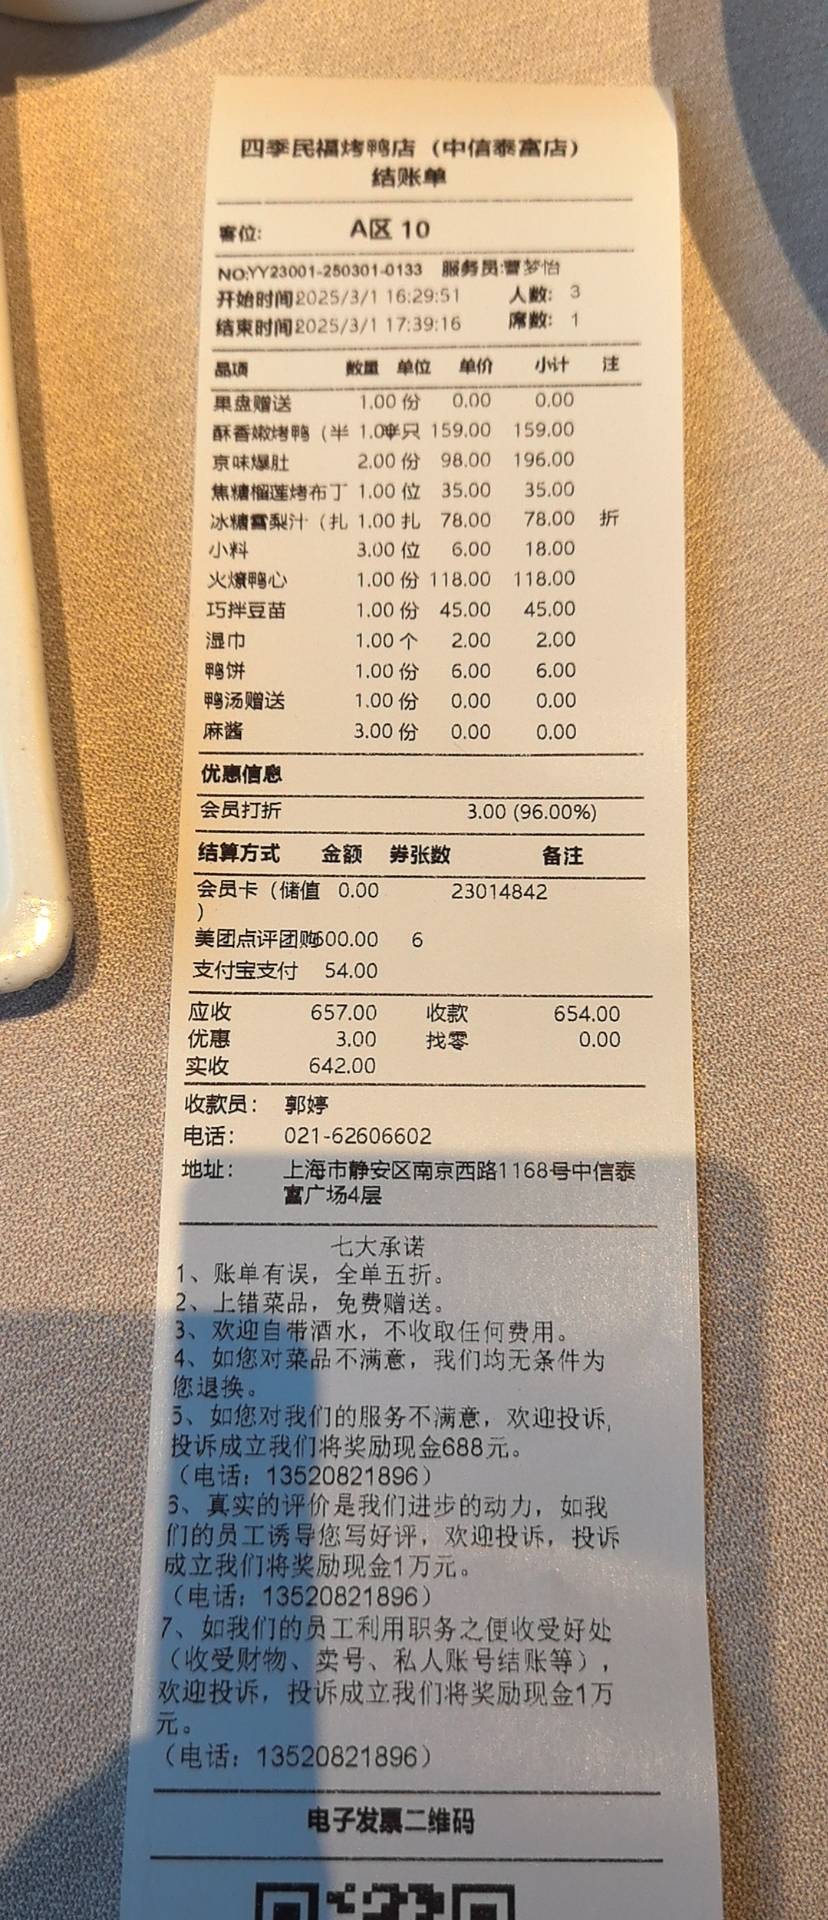 四季民福烤鸭店（中信泰富店）
结账单
客位: A区 10
NO:YY23001-250301-0133 服务员:曹梦怡
开始时间2025/3/1 16:29:51 人数: 3
结束时间2025/3/1 17:39:16 席数: 1
品项 数量 单位 单价 小计 注
果盘赠送 1.00 份 0.00 0.00
酥香嫩烤鸭（半 1.00半只 159.00 159.00
京味爆肚 2.00 份 98.00 196.00
焦糖榴莲烤布丁 1.00 位 35.00 35.00
冰糖雪梨汁（扎 1.00 扎 78.00 78.00 折
小料 3.00 位 6.00 18.00
火燎鸭心 1.00 份 118.00 118.00
巧拌豆苗 1.00 份 45.00 45.00
湿巾 1.00 个 2.00 2.00
鸭饼 1.00 份 6.00 6.00
鸭汤赠送 1.00 份 0.00 0.00
麻酱 3.00 份 0.00 0.00
优惠信息
会员打折 3.00 (96.00%)
结算方式 金额 券张数 备注
会员卡（储值 0.00 23014842
）
美团点评团购600.00 6
支付宝支付 54.00
应收 657.00 收款 654.00
优惠 3.00 找零 0.00
实收 642.00
收款员： 郭婷
电话： 021-62606602
地址： 上海市静安区南京西路1168号中信泰
富广场4层
七大承诺
1、账单有误，全单五折。
2、上错菜品，免费赠送。
3、欢迎自带酒水，不收取任何费用。
4、如您对菜品不满意，我们均无条件为
您退换。
5、如您对我们的服务不满意，欢迎投诉，
投诉成立我们将奖励现金688元。
（电话：13520821896）
6、真实的评价是我们进步的动力，如我
们的员工诱导您写好评，欢迎投诉，投诉
成立我们将奖励现金1万元。
（电话：13520821896）
7、如我们的员工利用职务之便收受好处
（收受财物、卖号、私人账号结账等），
欢迎投诉，投诉成立我们将奖励现金1万
元。
（电话：13520821896）
电子发票二维码